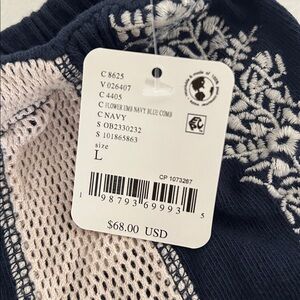 C 8625
V 026407
C 4405
C FLOWER EMB NAVY BLUE COMB
C NAVY
S OB2330232
S 101865863
size
L
CP 1073267
1 98793 69993 5
$68.00 USD